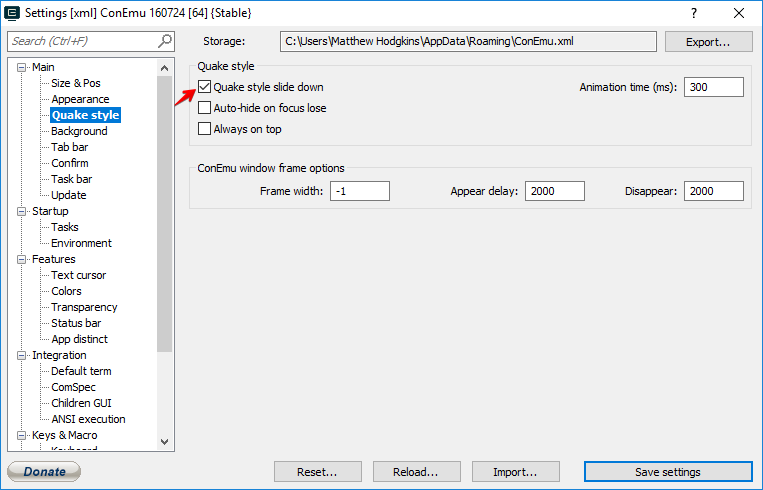 Settings [xml] ConEmu 160724 [64] {Stable}
Search (Ctrl+F)
Storage:
C:\Users\Matthew Hodgkins\AppData\Roaming\ConEmu.xml
Export...
Main
Size & Pos
Appearance
Quake style
Background
Tab bar
Confirm
Task bar
Update
Startup
Tasks
Environment
Features
Text cursor
Colors
Transparency
Status bar
App distinct
Integration
Default term
ComSpec
Children GUI
ANSI execution
Keys & Macro
Quake style
Quake style slide down
Animation time (ms): 300
Auto-hide on focus lose
Always on top
ConEmu window frame options
Frame width: -1 Appear delay: 2000 Disappear: 2000
Donate
Reset...
Reload...
Import...
Save settings